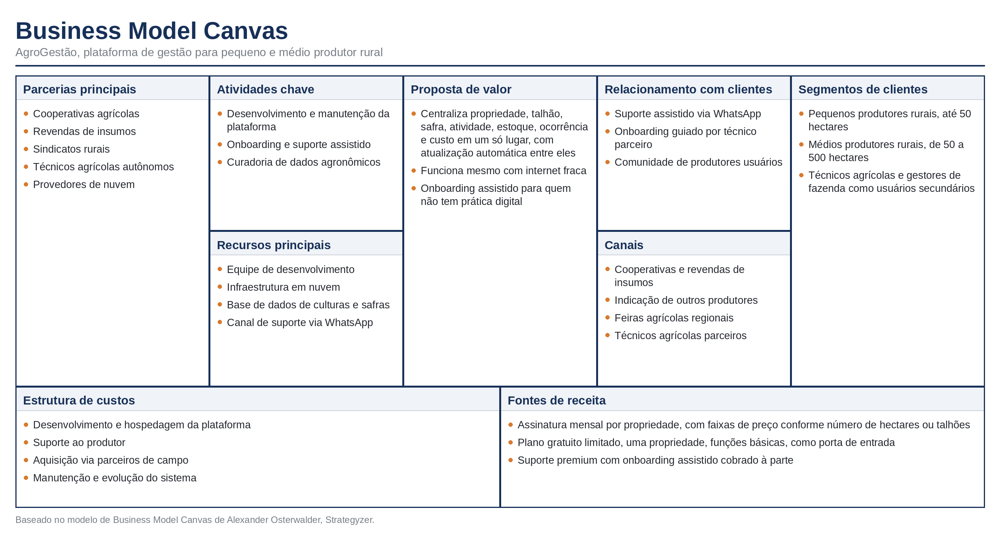 Business Model Canvas
AgroGestão, plataforma de gestão para pequeno e médio produtor rural
Parcerias principais
Cooperativas agrícolas
Revendas de insumos
Sindicatos rurais
Técnicos agrícolas autônomos
Provedores de nuvem
Atividades chave
Desenvolvimento e manutenção da
plataforma
Onboarding e suporte assistido
Curadoria de dados agronômicos
Recursos principais
Equipe de desenvolvimento
Infraestrutura em nuvem
Base de dados de culturas e safras
Canal de suporte via WhatsApp
Proposta de valor
Centraliza propriedade, talhão,
safra, atividade, estoque, ocorrência
e custo em um só lugar, com
atualização automática entre eles
Funciona mesmo com internet fraca
Onboarding assistido para quem
não tem prática digital
Relacionamento com clientes
Suporte assistido via WhatsApp
Onboarding guiado por técnico
parceiro
Comunidade de produtores usuários
Canais
Cooperativas e revendas de
insumos
Indicação de outros produtores
Feiras agrícolas regionais
Técnicos agrícolas parceiros
Segmentos de clientes
Pequenos produtores rurais, até 50
hectares
Médios produtores rurais, de 50 a
500 hectares
Técnicos agrícolas e gestores de
fazenda como usuários secundários
Estrutura de custos
Desenvolvimento e hospedagem da plataforma
Suporte ao produtor
Aquisição via parceiros de campo
Manutenção e evolução do sistema
Fontes de receita
Assinatura mensal por propriedade, com faixas de preço conforme número de hectares ou talhões
Plano gratuito limitado, uma propriedade, funções básicas, como porta de entrada
Suporte premium com onboarding assistido cobrado à parte
Baseado no modelo de Business Model Canvas de Alexander Osterwalder, Strategyzer.